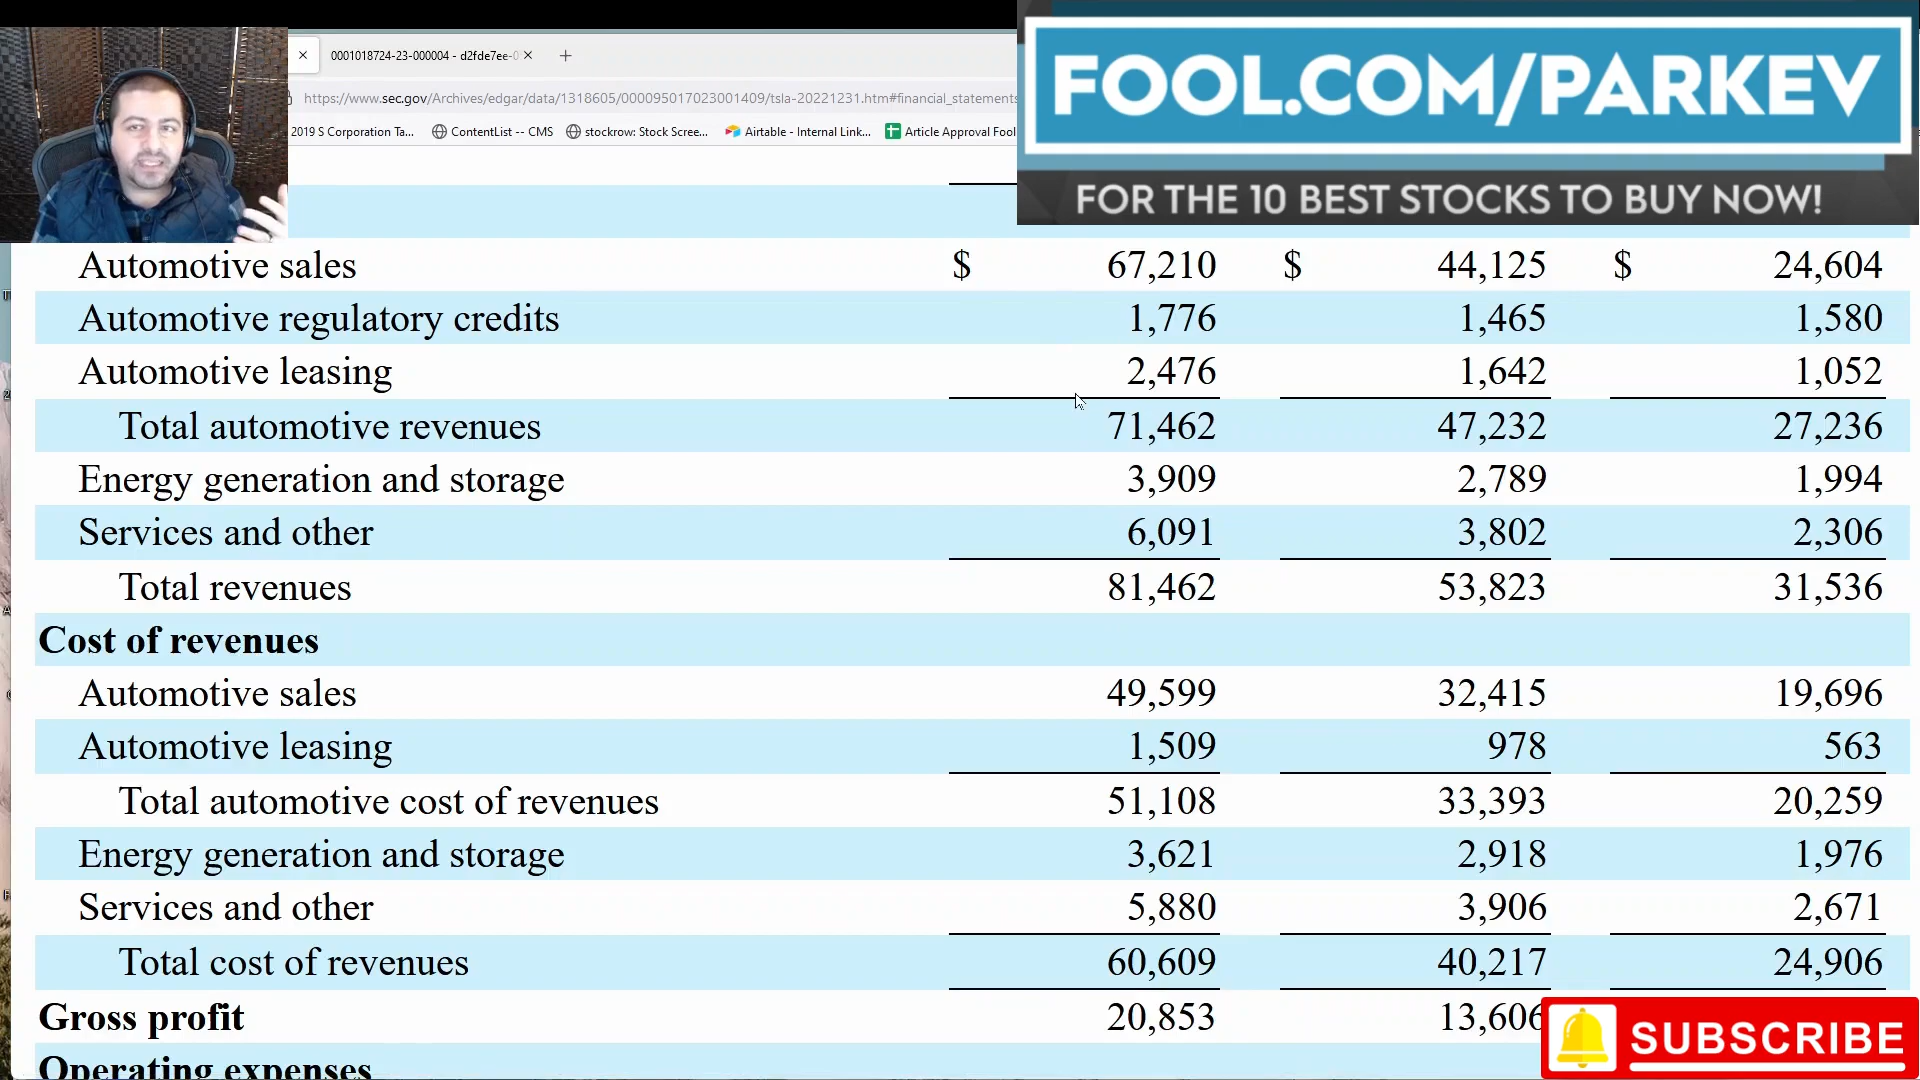 0001018724-23-000004 - d2fde7ee-0
https://www.sec.gov/Archives/edgar/data/1318605/000095017023001409/tsla-20221231.htm#financial_statements
2019 S Corporation Ta... ContentList -- CMS stockrow: Stock Scree... Airtable - Internal Link... Article Approval Fool
FOOL.COM/PARKEV
FOR THE 10 BEST STOCKS TO BUY NOW!
Automotive sales $ 67,210 $ 44,125 $ 24,604
Automotive regulatory credits 1,776 1,465 1,580
Automotive leasing 2,476 1,642 1,052
Total automotive revenues 71,462 47,232 27,236
Energy generation and storage 3,909 2,789 1,994
Services and other 6,091 3,802 2,306
Total revenues 81,462 53,823 31,536
Cost of revenues
Automotive sales 49,599 32,415 19,696
Automotive leasing 1,509 978 563
Total automotive cost of revenues 51,108 33,393 20,259
Energy generation and storage 3,621 2,918 1,976
Services and other 5,880 3,906 2,671
Total cost of revenues 60,609 40,217 24,906
Gross profit 20,853 13,606
Operating expenses
SUBSCRIBE